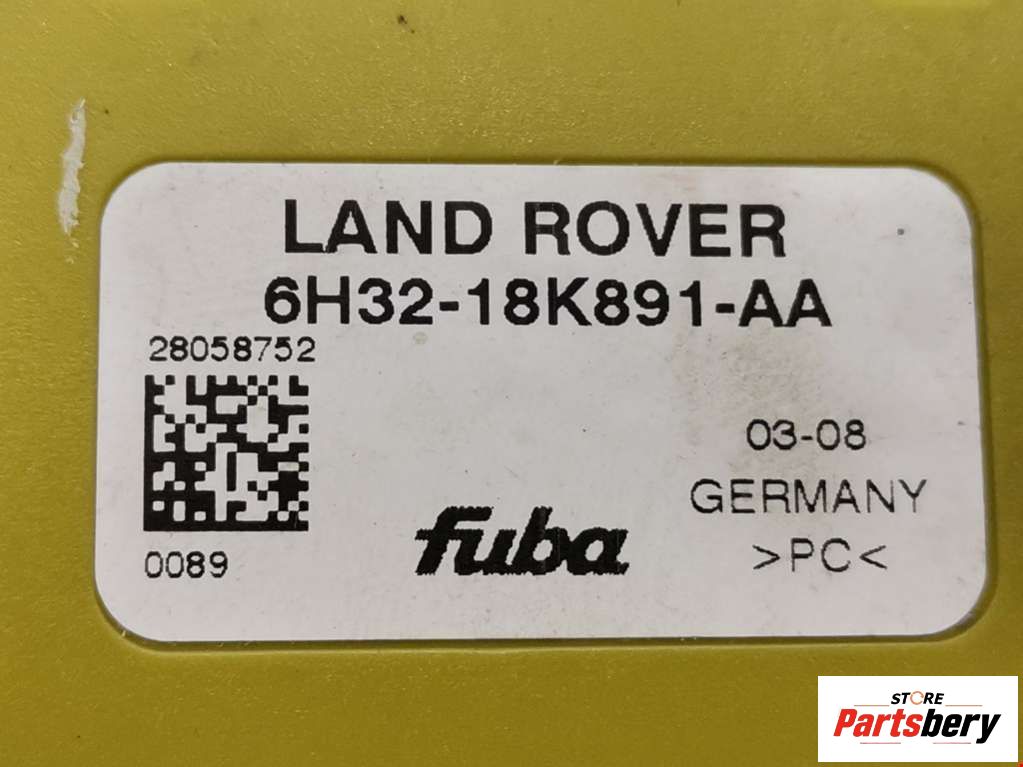 LAND ROVER
6H32-18K891-AA
28058752
03-08
GERMANY
fuba
>PC<
0089
STORE
Partsbery